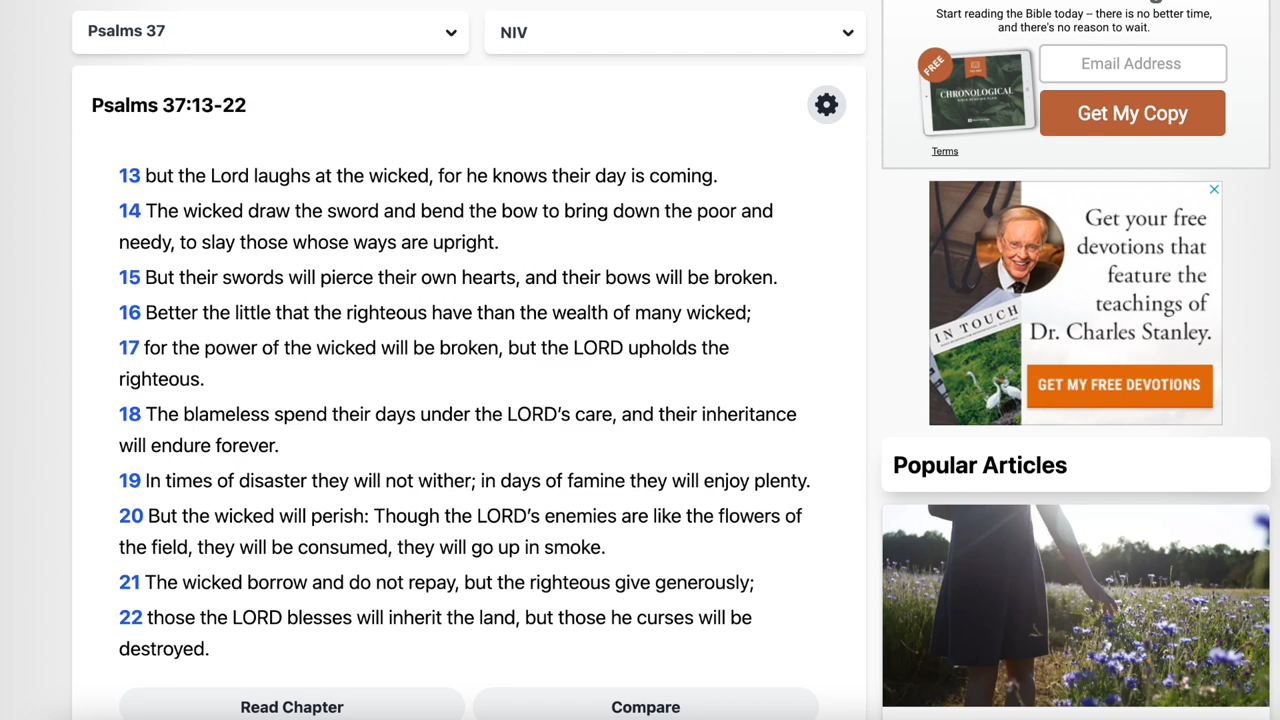 Psalms 37
NIV
Psalms 37:13-22
13 but the Lord laughs at the wicked, for he knows their day is coming.
14 The wicked draw the sword and bend the bow to bring down the poor and
needy, to slay those whose ways are upright.
15 But their swords will pierce their own hearts, and their bows will be broken.
16 Better the little that the righteous have than the wealth of many wicked;
17 for the power of the wicked will be broken, but the LORD upholds the
righteous.
18 The blameless spend their days under the LORD’s care, and their inheritance
will endure forever.
19 In times of disaster they will not wither; in days of famine they will enjoy plenty.
20 But the wicked will perish: Though the LORD’s enemies are like the flowers of
the field, they will be consumed, they will go up in smoke.
21 The wicked borrow and do not repay, but the righteous give generously;
22 those the LORD blesses will inherit the land, but those he curses will be
destroyed.
Read Chapter
Compare
Start reading the Bible today – there is no better time,
and there's no reason to wait.
FREE
CHRONOLOGICAL
BIBLE READING PLAN
Email Address
Get My Copy
Terms
Get your free
devotions that
feature the
teachings of
Dr. Charles Stanley.
IN TOUCH
GET MY FREE DEVOTIONS
Popular Articles